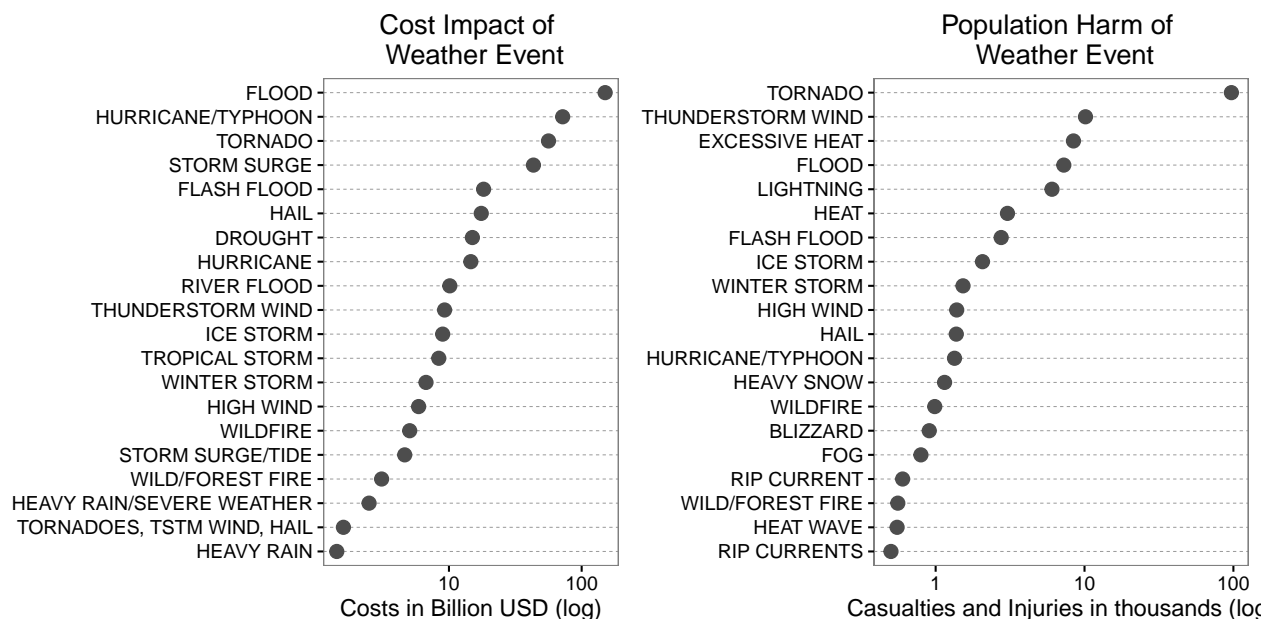 Cost Impact of
Weather Event
FLOOD
HURRICANE/TYPHOON
TORNADO
STORM SURGE
FLASH FLOOD
HAIL
DROUGHT
HURRICANE
RIVER FLOOD
THUNDERSTORM WIND
ICE STORM
TROPICAL STORM
WINTER STORM
HIGH WIND
WILDFIRE
STORM SURGE/TIDE
WILD/FOREST FIRE
HEAVY RAIN/SEVERE WEATHER
TORNADOES, TSTM WIND, HAIL
HEAVY RAIN
10 100
Costs in Billion USD (log)
Population Harm of
Weather Event
TORNADO
THUNDERSTORM WIND
EXCESSIVE HEAT
FLOOD
LIGHTNING
HEAT
FLASH FLOOD
ICE STORM
WINTER STORM
HIGH WIND
HAIL
HURRICANE/TYPHOON
HEAVY SNOW
WILDFIRE
BLIZZARD
FOG
RIP CURRENT
WILD/FOREST FIRE
HEAT WAVE
RIP CURRENTS
1 10 100
Casualties and Injuries in thousands (log